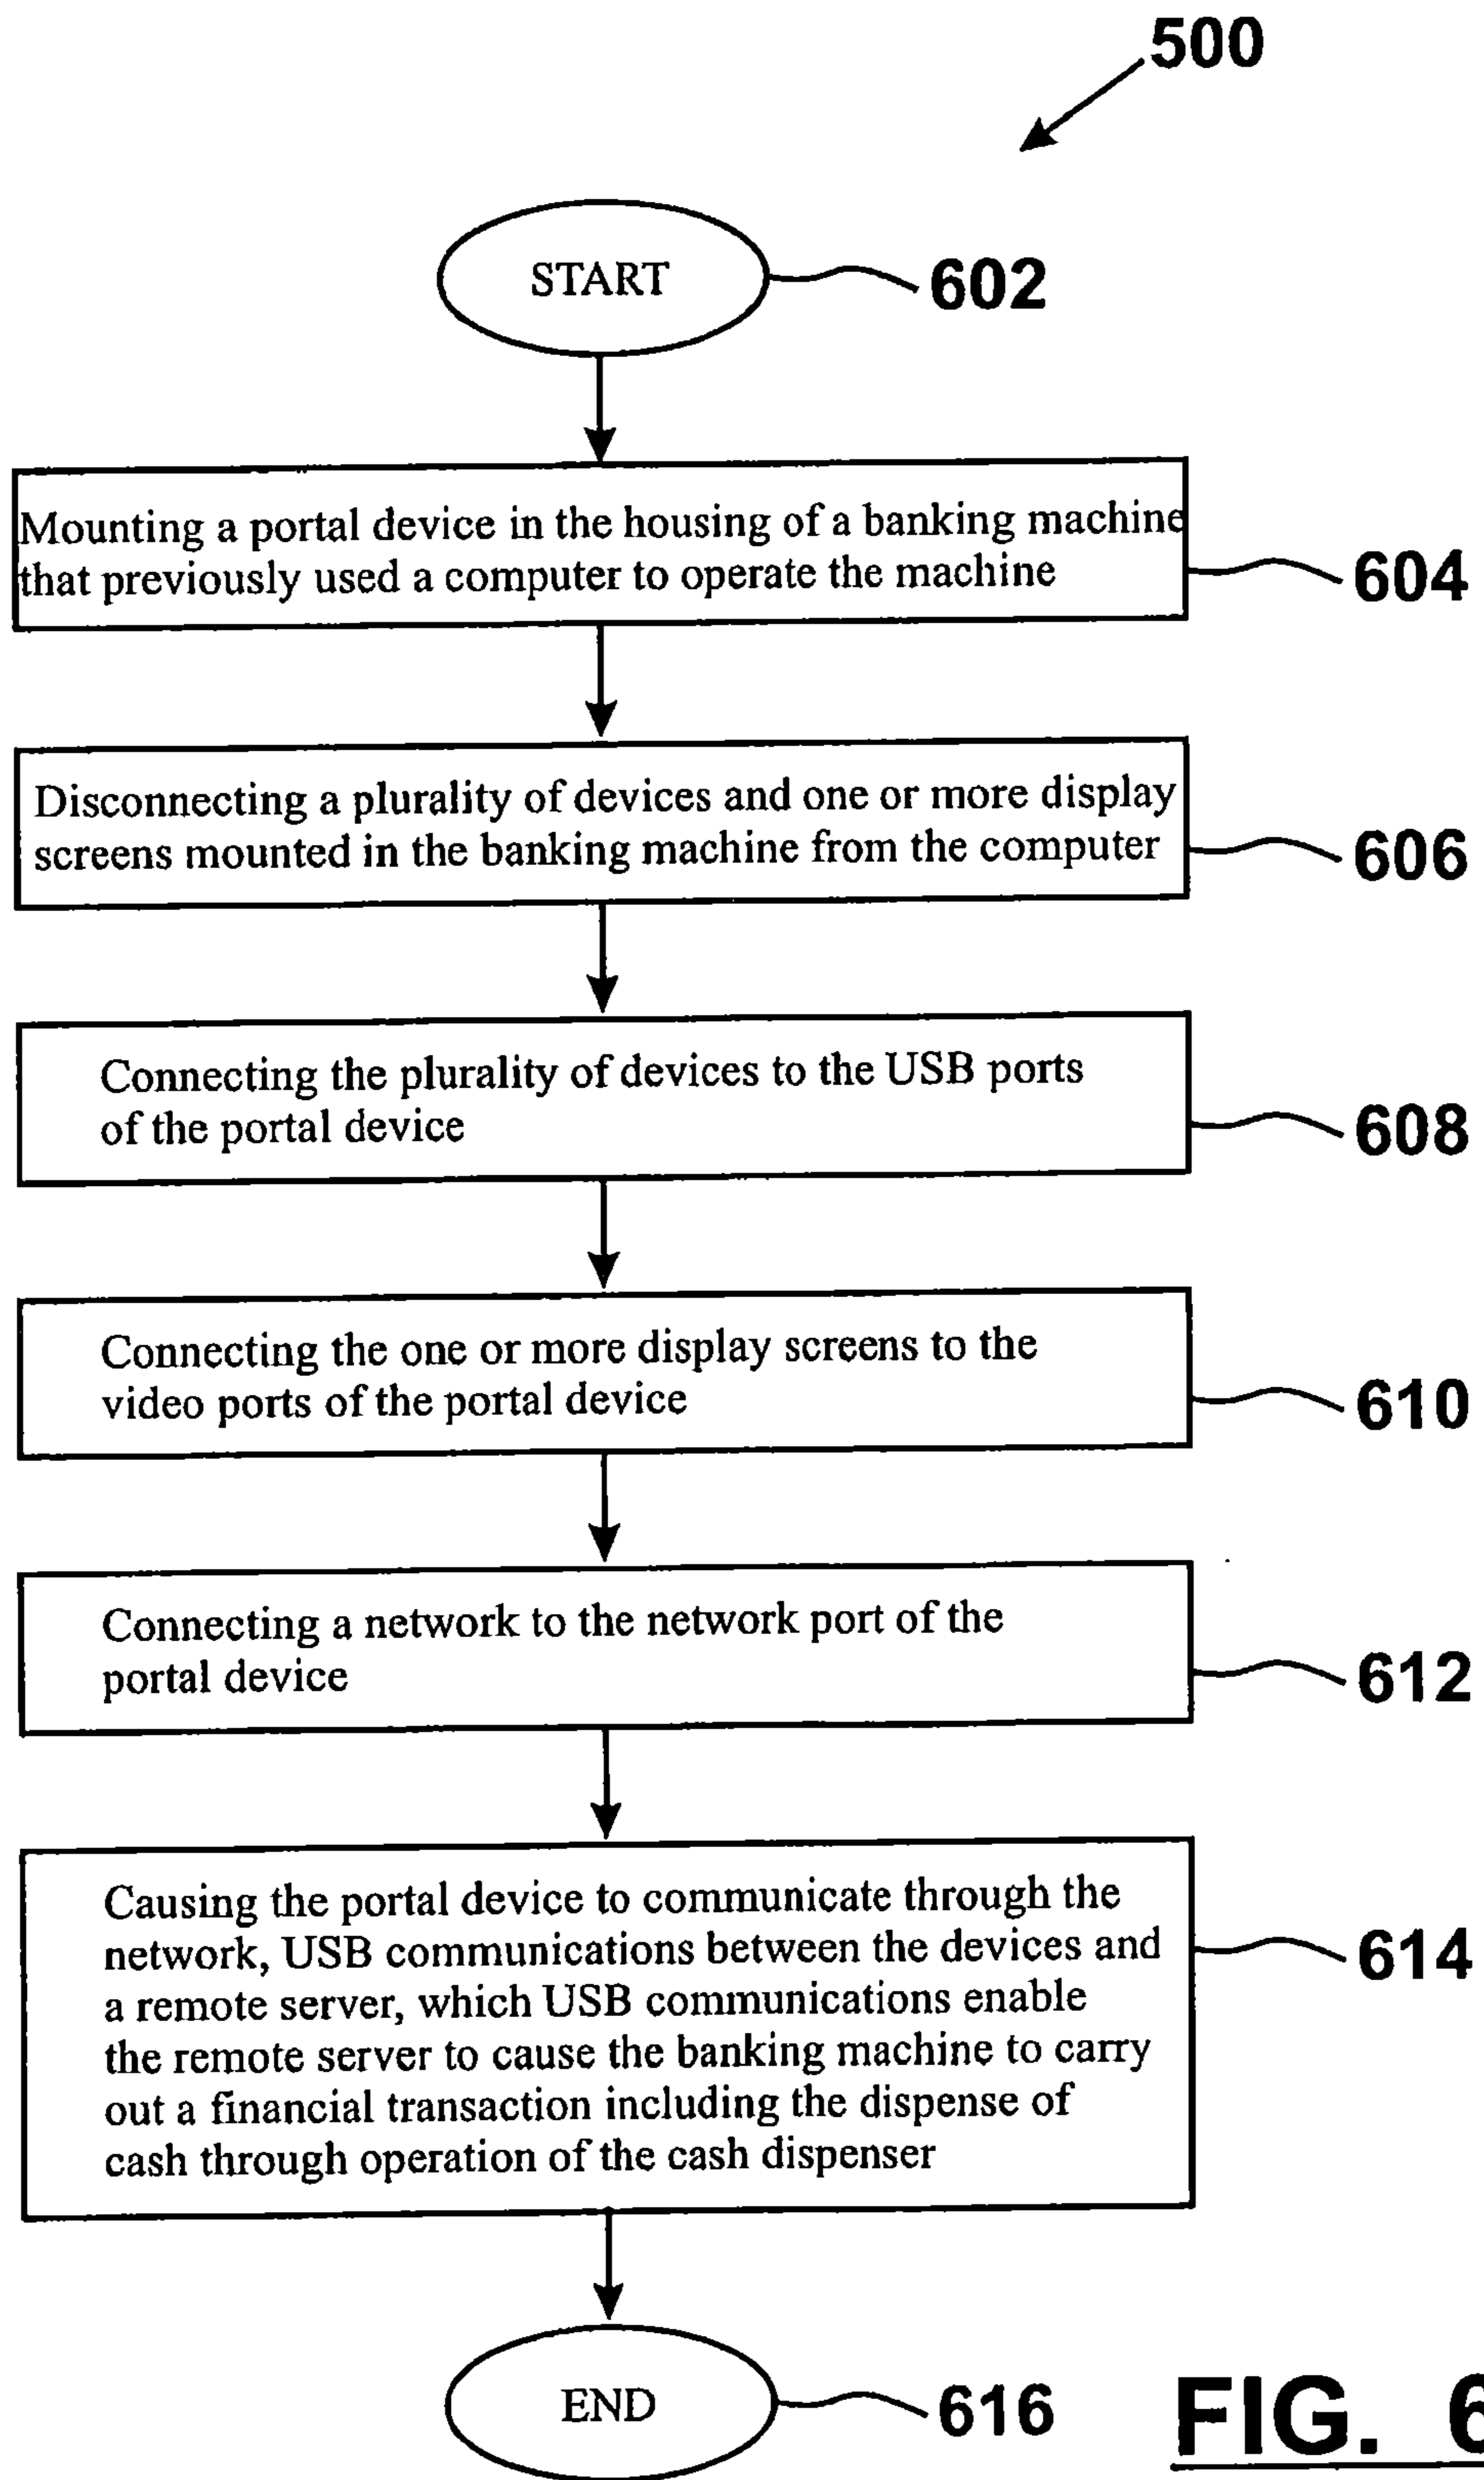 500
START
602
Mounting a portal device in the housing of a banking machine
that previously used a computer to operate the machine
604
Disconnecting a plurality of devices and one or more display
screens mounted in the banking machine from the computer
606
Connecting the plurality of devices to the USB ports
of the portal device
608
Connecting the one or more display screens to the
video ports of the portal device
610
Connecting a network to the network port of the
portal device
612
Causing the portal device to communicate through the
network, USB communications between the devices and
a remote server, which USB communications enable
the remote server to cause the banking machine to carry
out a financial transaction including the dispense of
cash through operation of the cash dispenser
614
END
616
FIG. 6